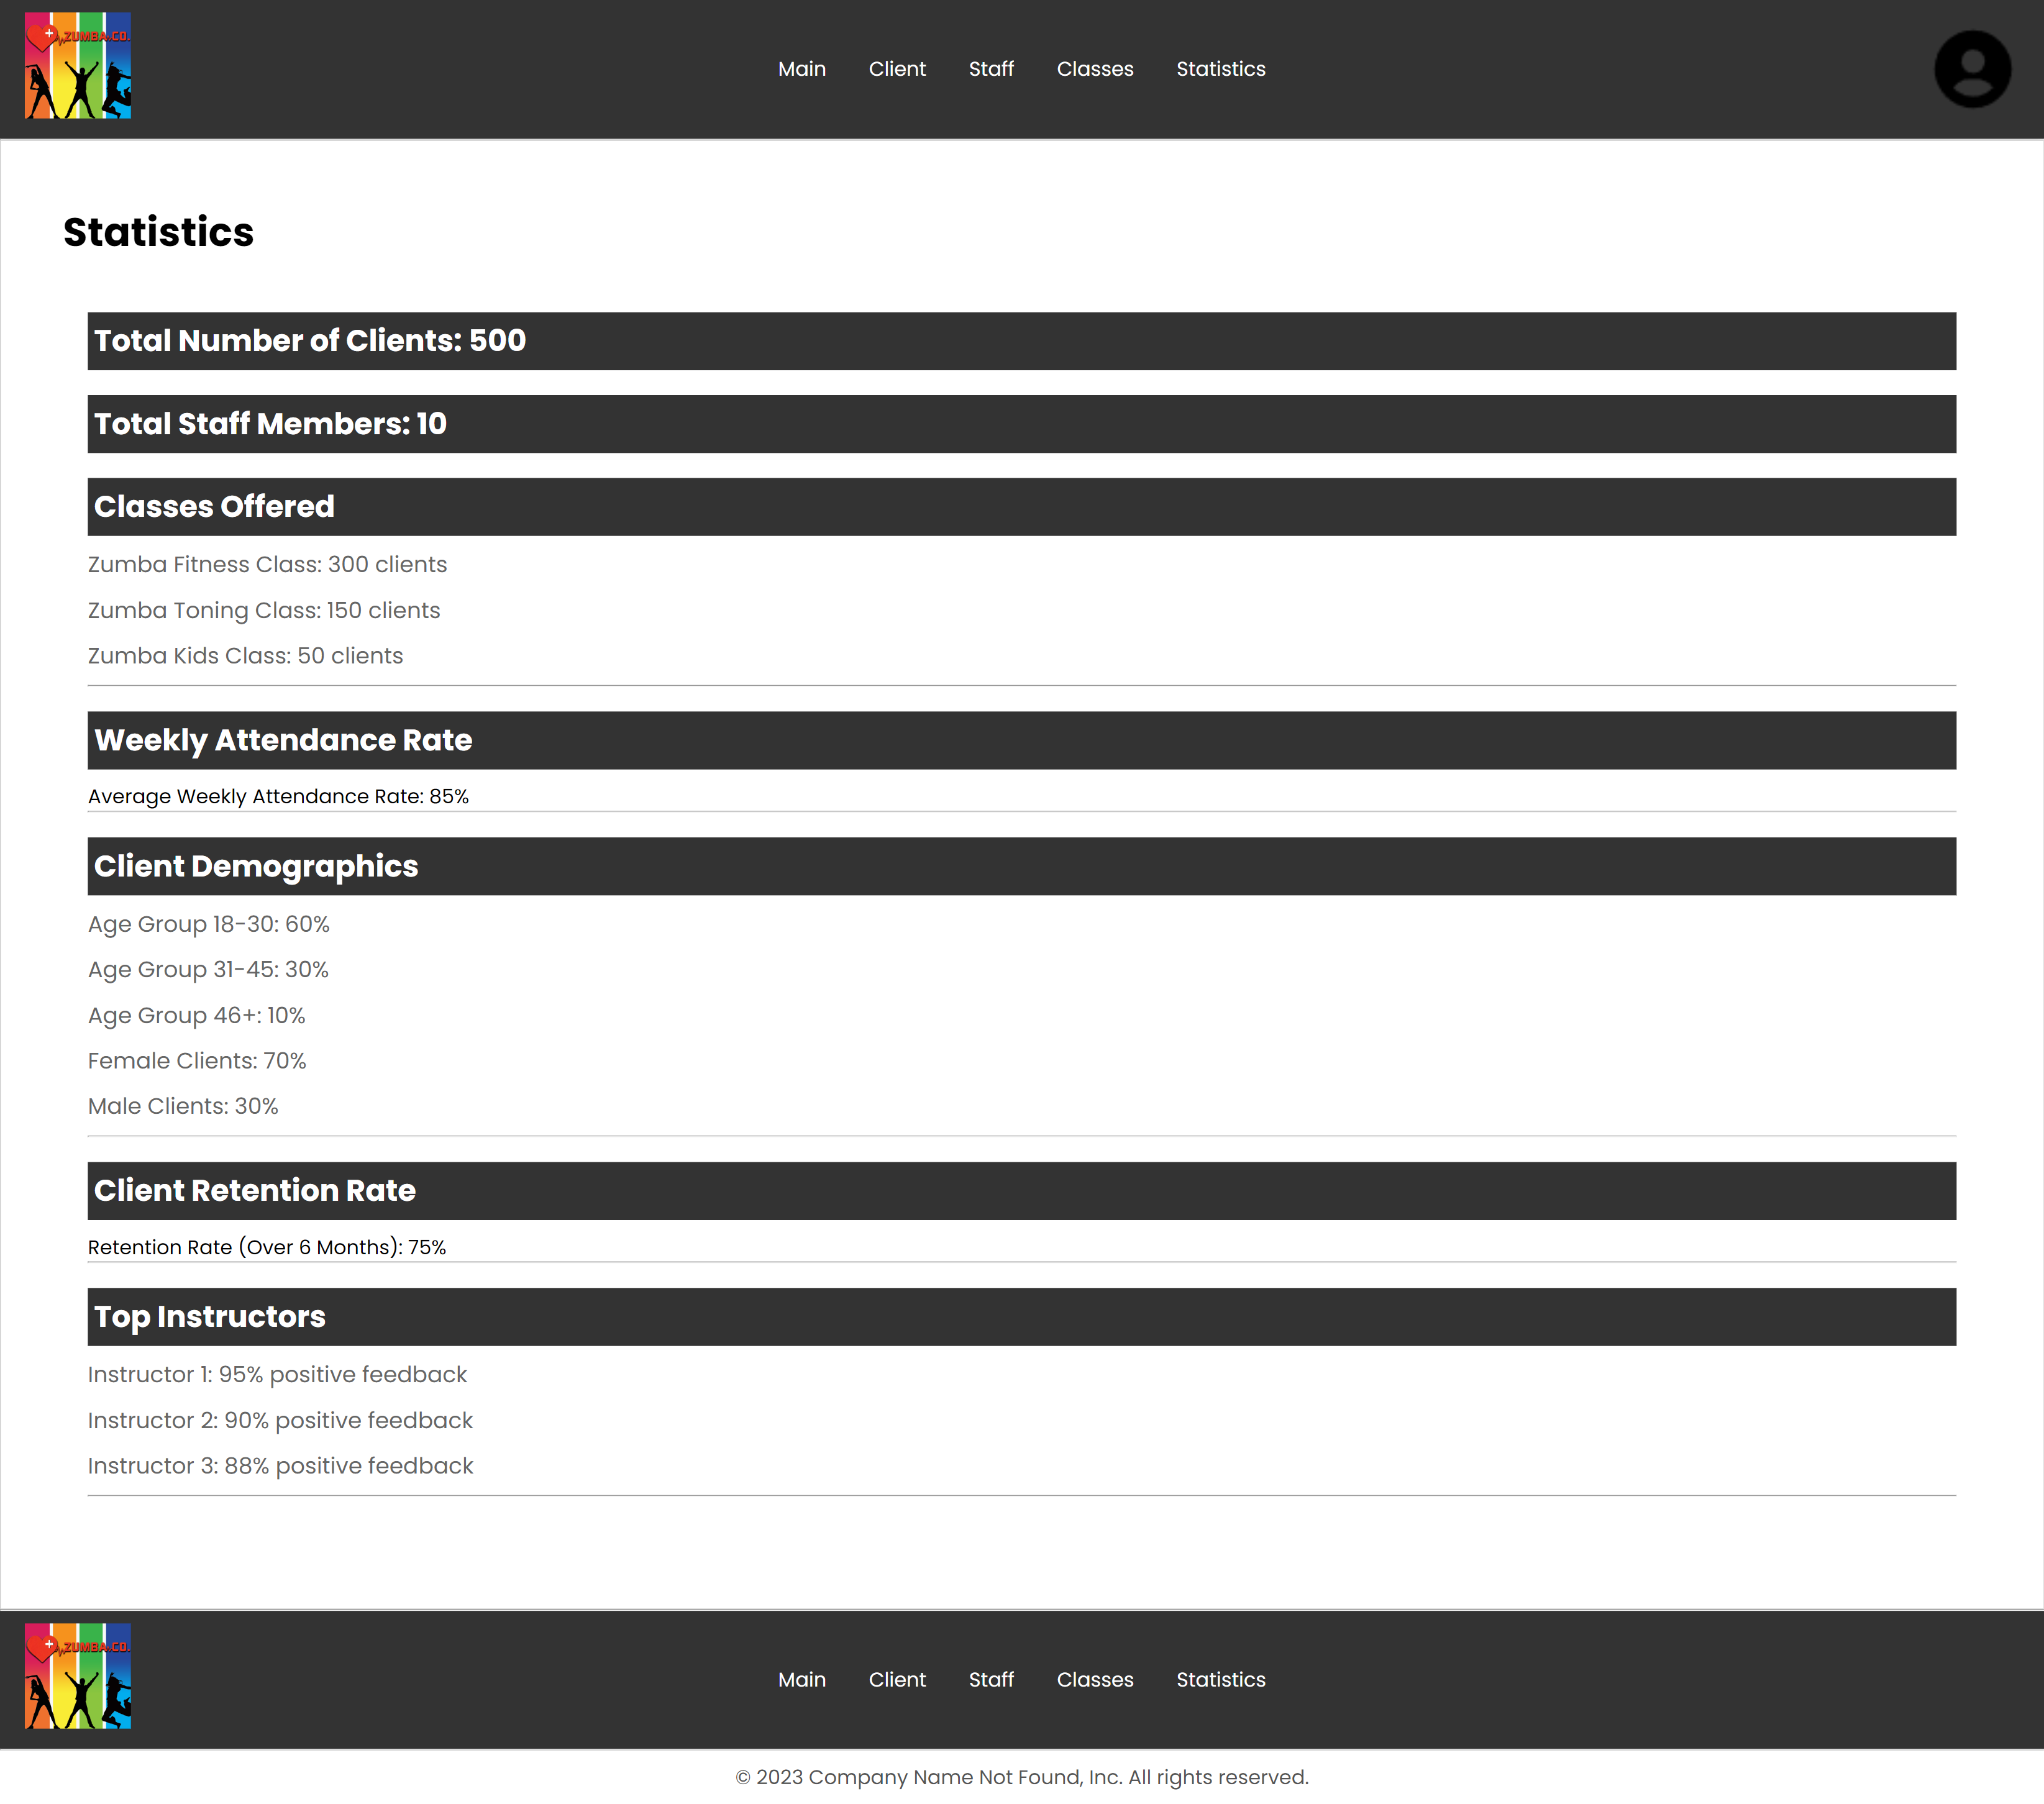 ZUMBA.CO.
Main Client Staff Classes Statistics
Statistics
Total Number of Clients: 500
Total Staff Members: 10
Classes Offered
Zumba Fitness Class: 300 clients
Zumba Toning Class: 150 clients
Zumba Kids Class: 50 clients
Weekly Attendance Rate
Average Weekly Attendance Rate: 85%
Client Demographics
Age Group 18-30: 60%
Age Group 31-45: 30%
Age Group 46+: 10%
Female Clients: 70%
Male Clients: 30%
Client Retention Rate
Retention Rate (Over 6 Months): 75%
Top Instructors
Instructor 1: 95% positive feedback
Instructor 2: 90% positive feedback
Instructor 3: 88% positive feedback
ZUMBA.CO.
Main Client Staff Classes Statistics
© 2023 Company Name Not Found, Inc. All rights reserved.